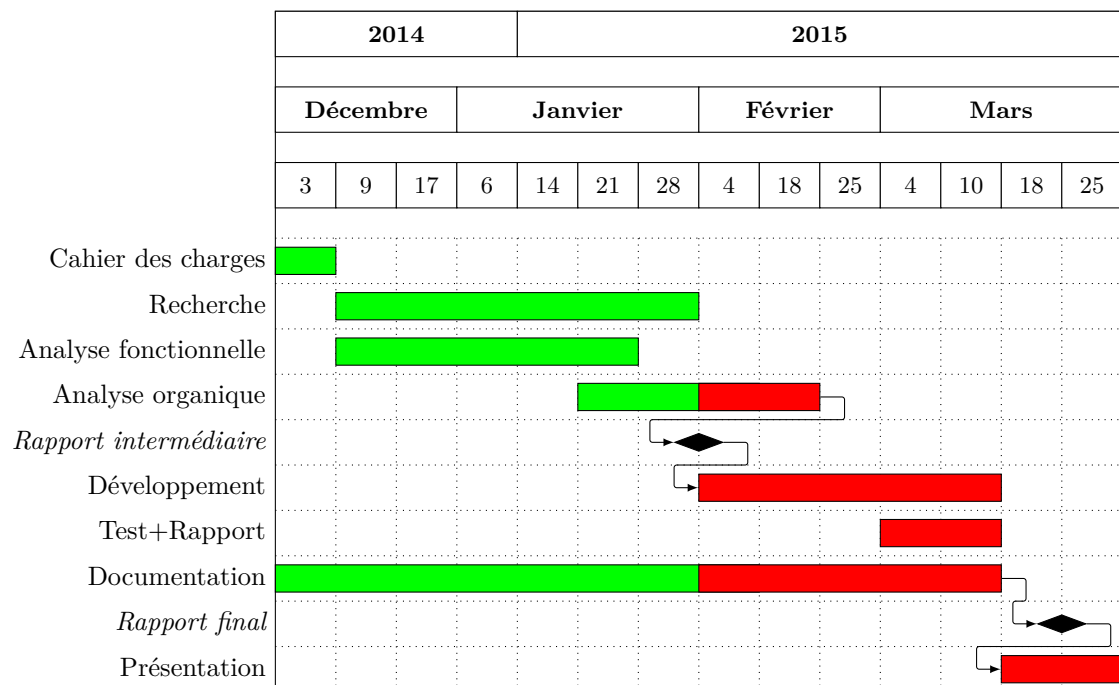 2014 2015
Décembre Janvier Février Mars
3 9 17 6 14 21 28 4 18 25 4 10 18 25
Cahier des charges
Recherche
Analyse fonctionnelle
Analyse organique
Rapport intermédiaire
Développement
Test+Rapport
Documentation
Rapport final
Présentation